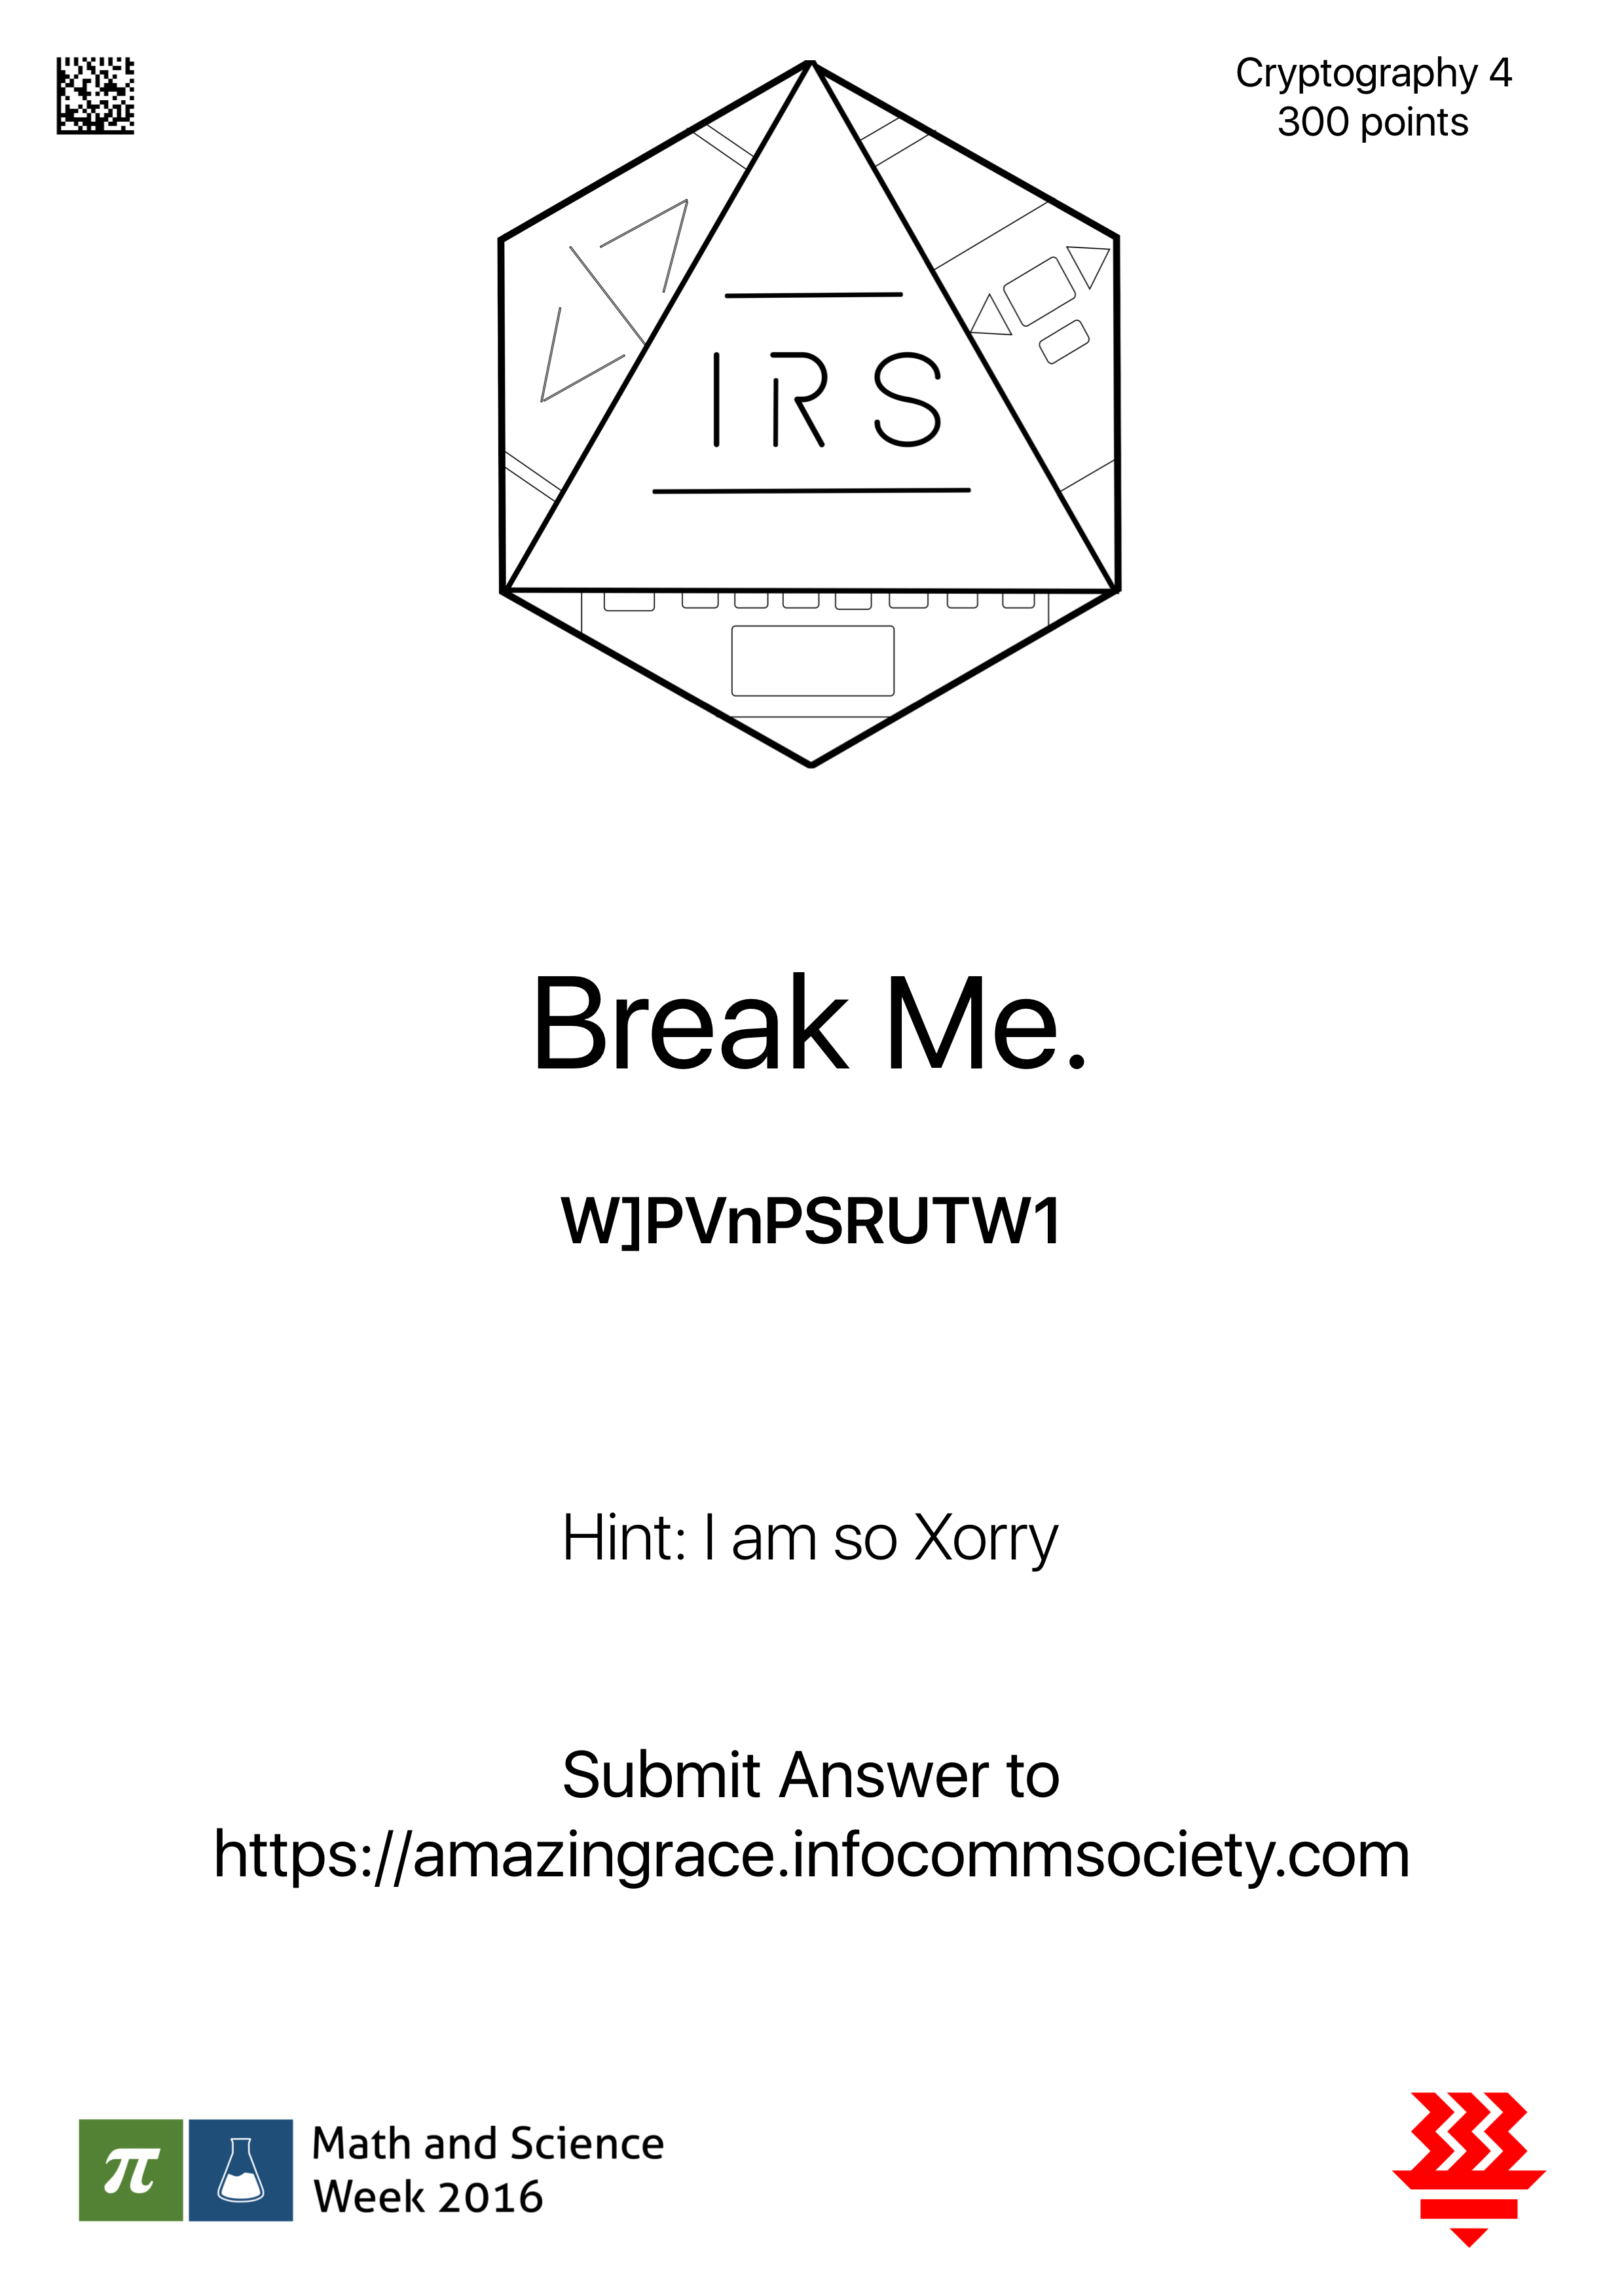 Cryptography 4
300 points
IRS
Break Me.
W]PVnPSRUTW1
Hint: I am so Xorry
Submit Answer to
https://amazingrace.infocommsociety.com
π
Math and Science
Week 2016